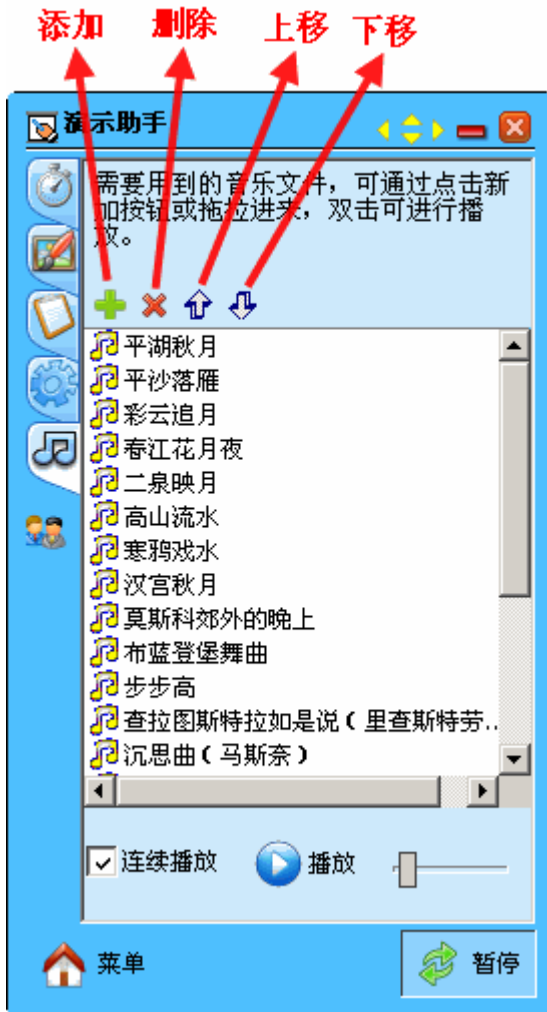 添加 删除 上移 下移
演示助手
需要用到的音乐文件，可通过点击新
加按钮或拖拉进来，双击可进行播
放。
平湖秋月
平沙落雁
彩云追月
春江花月夜
二泉映月
高山流水
寒鸦戏水
汉宫秋月
莫斯科郊外的晚上
布蓝登堡舞曲
步步高
查拉图斯特拉如是说(里查斯特劳..
沉思曲(马斯奈)
连续播放 播放
菜单 暂停